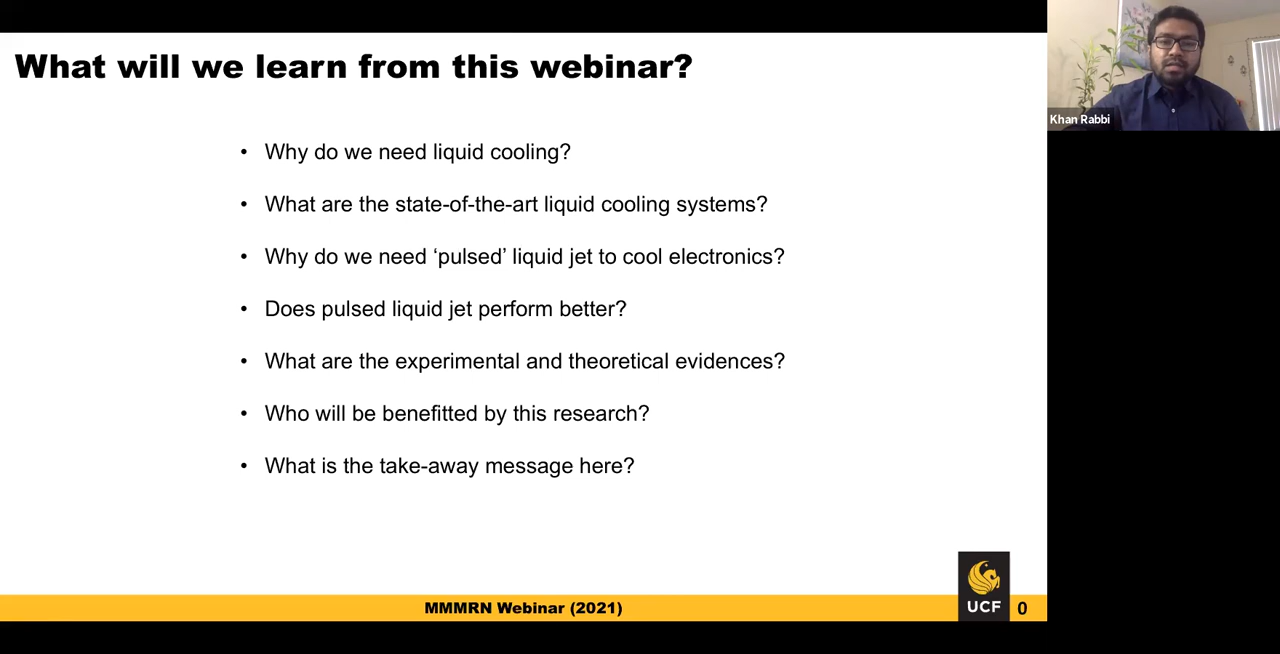 What will we learn from this webinar?
• Why do we need liquid cooling?
• What are the state-of-the-art liquid cooling systems?
• Why do we need ‘pulsed’ liquid jet to cool electronics?
• Does pulsed liquid jet perform better?
• What are the experimental and theoretical evidences?
• Who will be benefitted by this research?
• What is the take-away message here?
MMMRN Webinar (2021)
UCF
0
Khan Rabbi